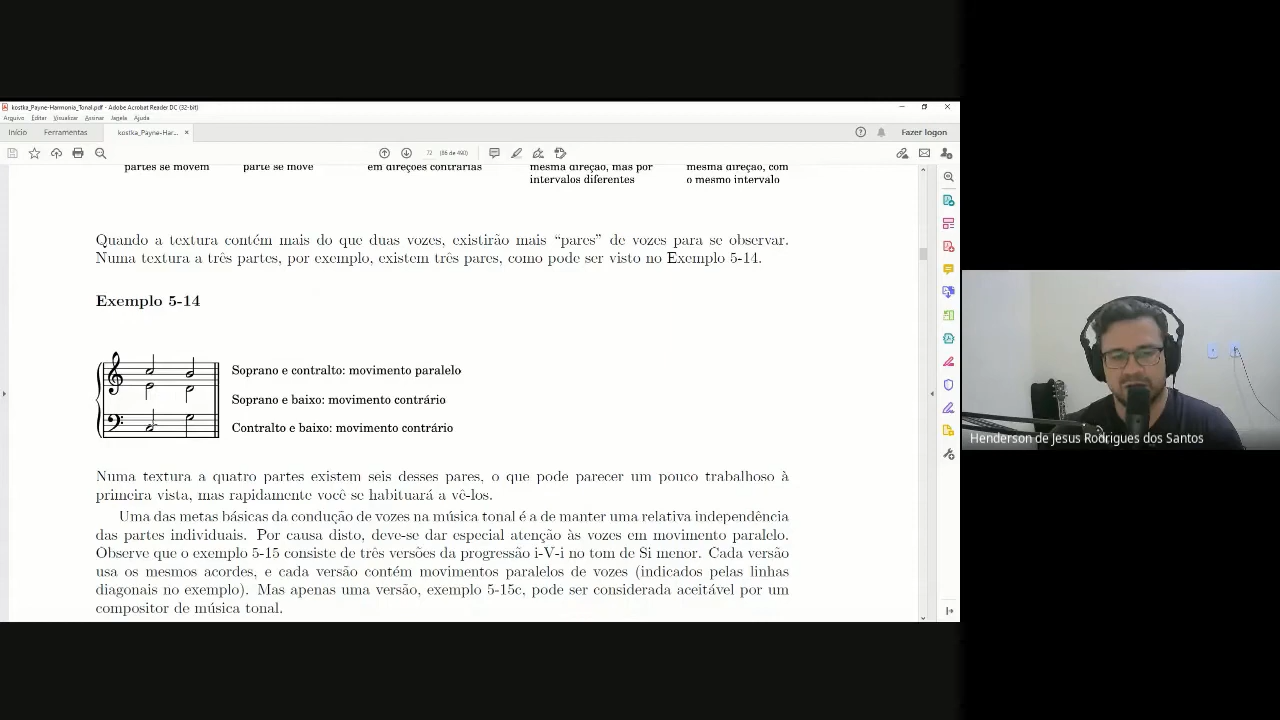 kostka_Payne-Harmonia_Tonal.pdf - Adobe Acrobat Reader DC (32-bit)
Arquivo Editar Visualizar Assinar Janela Ajuda
Início Ferramentas kostka_Payne-Har... × Fazer logon
72 (86 de 490)
partes se movem parte se move em direções contrárias mesma direção, mas por mesma direção, com
intervalos diferentes o mesmo intervalo
Quando a textura contém mais do que duas vozes, existirão mais “pares” de vozes para se observar.
Numa textura a três partes, por exemplo, existem três pares, como pode ser visto no Exemplo 5-14.
Exemplo 5-14
Soprano e contralto: movimento paralelo
Soprano e baixo: movimento contrário
Contralto e baixo: movimento contrário
Numa textura a quatro partes existem seis desses pares, o que pode parecer um pouco trabalhoso à
primeira vista, mas rapidamente você se habituará a vê-los.
Uma das metas básicas da condução de vozes na música tonal é a de manter uma relativa independência
das partes individuais. Por causa disto, deve-se dar especial atenção às vozes em movimento paralelo.
Observe que o exemplo 5-15 consiste de três versões da progressão i-V-i no tom de Si menor. Cada versão
usa os mesmos acordes, e cada versão contém movimentos paralelos de vozes (indicados pelas linhas
diagonais no exemplo). Mas apenas uma versão, exemplo 5-15c, pode ser considerada aceitável por um
compositor de música tonal.
Henderson de Jesus Rodrigues dos Santos